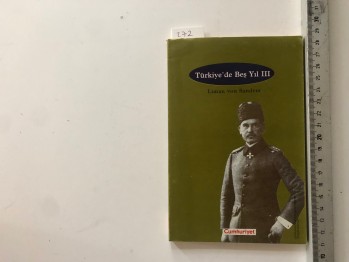 172
Türkiye'de Beş Yıl III
Liman Von Sanders
Cumhuriyet